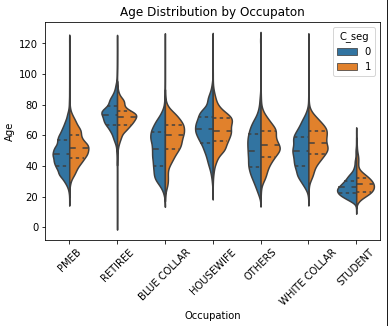 Age Distribution by Occupaton
C_seg
0
1
120
100
80
60
40
20
0
Age
PMEB
RETIREE
BLUE COLLAR
HOUSEWIFE
OTHERS
WHITE COLLAR
STUDENT
Occupation